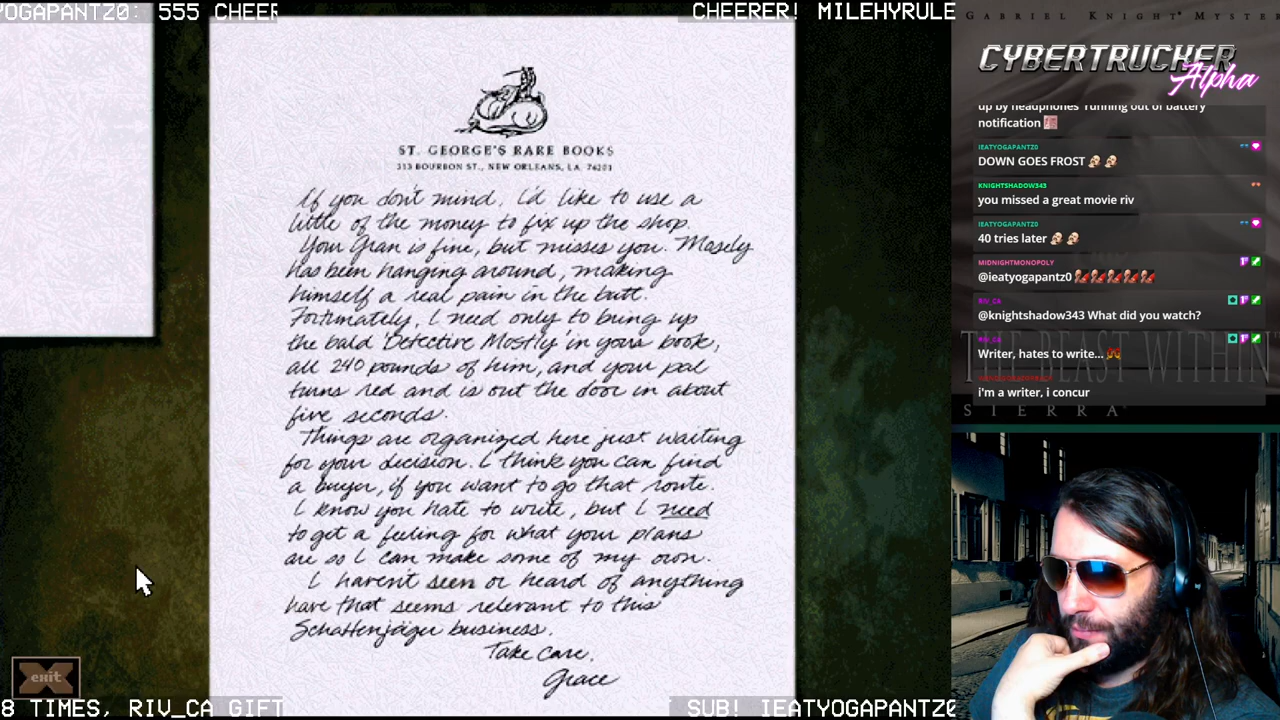 YOGAPANTZ0: 555 CHEER
CHEERER! MILEHYRULE
GABRIEL KNIGHT® MYSTER
CYBERTRUCKER
Alpha
ST. GEORGE'S RARE BOOKS
313 BOURBON ST., NEW ORLEANS, LA. 74201
If you don't mind, I'd like to use a
little of the money to fix up the shop.
Your Gran is fine, but misses you. Mosely
has been hanging around, making
himself a real pain in the butt.
Fortunately, I need only to bring up
the bald 'Detective Mostly' in your book,
all 240 pounds of him, and your pal
turns red and is out the door in about
five seconds.
Things are organized here just waiting
for your decision. I think you can find
a buyer, if you want to go that route.
I know you hate to write, but I need
to get a feeling for what your plans
are so I can make some of my own.
I haven't seen or heard of anything
here that seems relevant to this
Schattenjäger business.
Take care,
Grace
exit
up by headphones 'running out of battery'
notification
IEATYOGAPANTZ0
DOWN GOES FROST
KNIGHTSHADOW343
you missed a great movie riv
IEATYOGAPANTZ0
40 tries later
MIDNIGHTMONOPOLY
@ieatyogapantz0
RIV_CA
@knightshadow343 What did you watch?
RIV_CA
Writer, hates to write...
i'm a writer, i concur
THE BEAST WITHIN
SIERRA
8 TIMES, RIV_CA GIFT
SUB! IEATYOGAPANTZ0